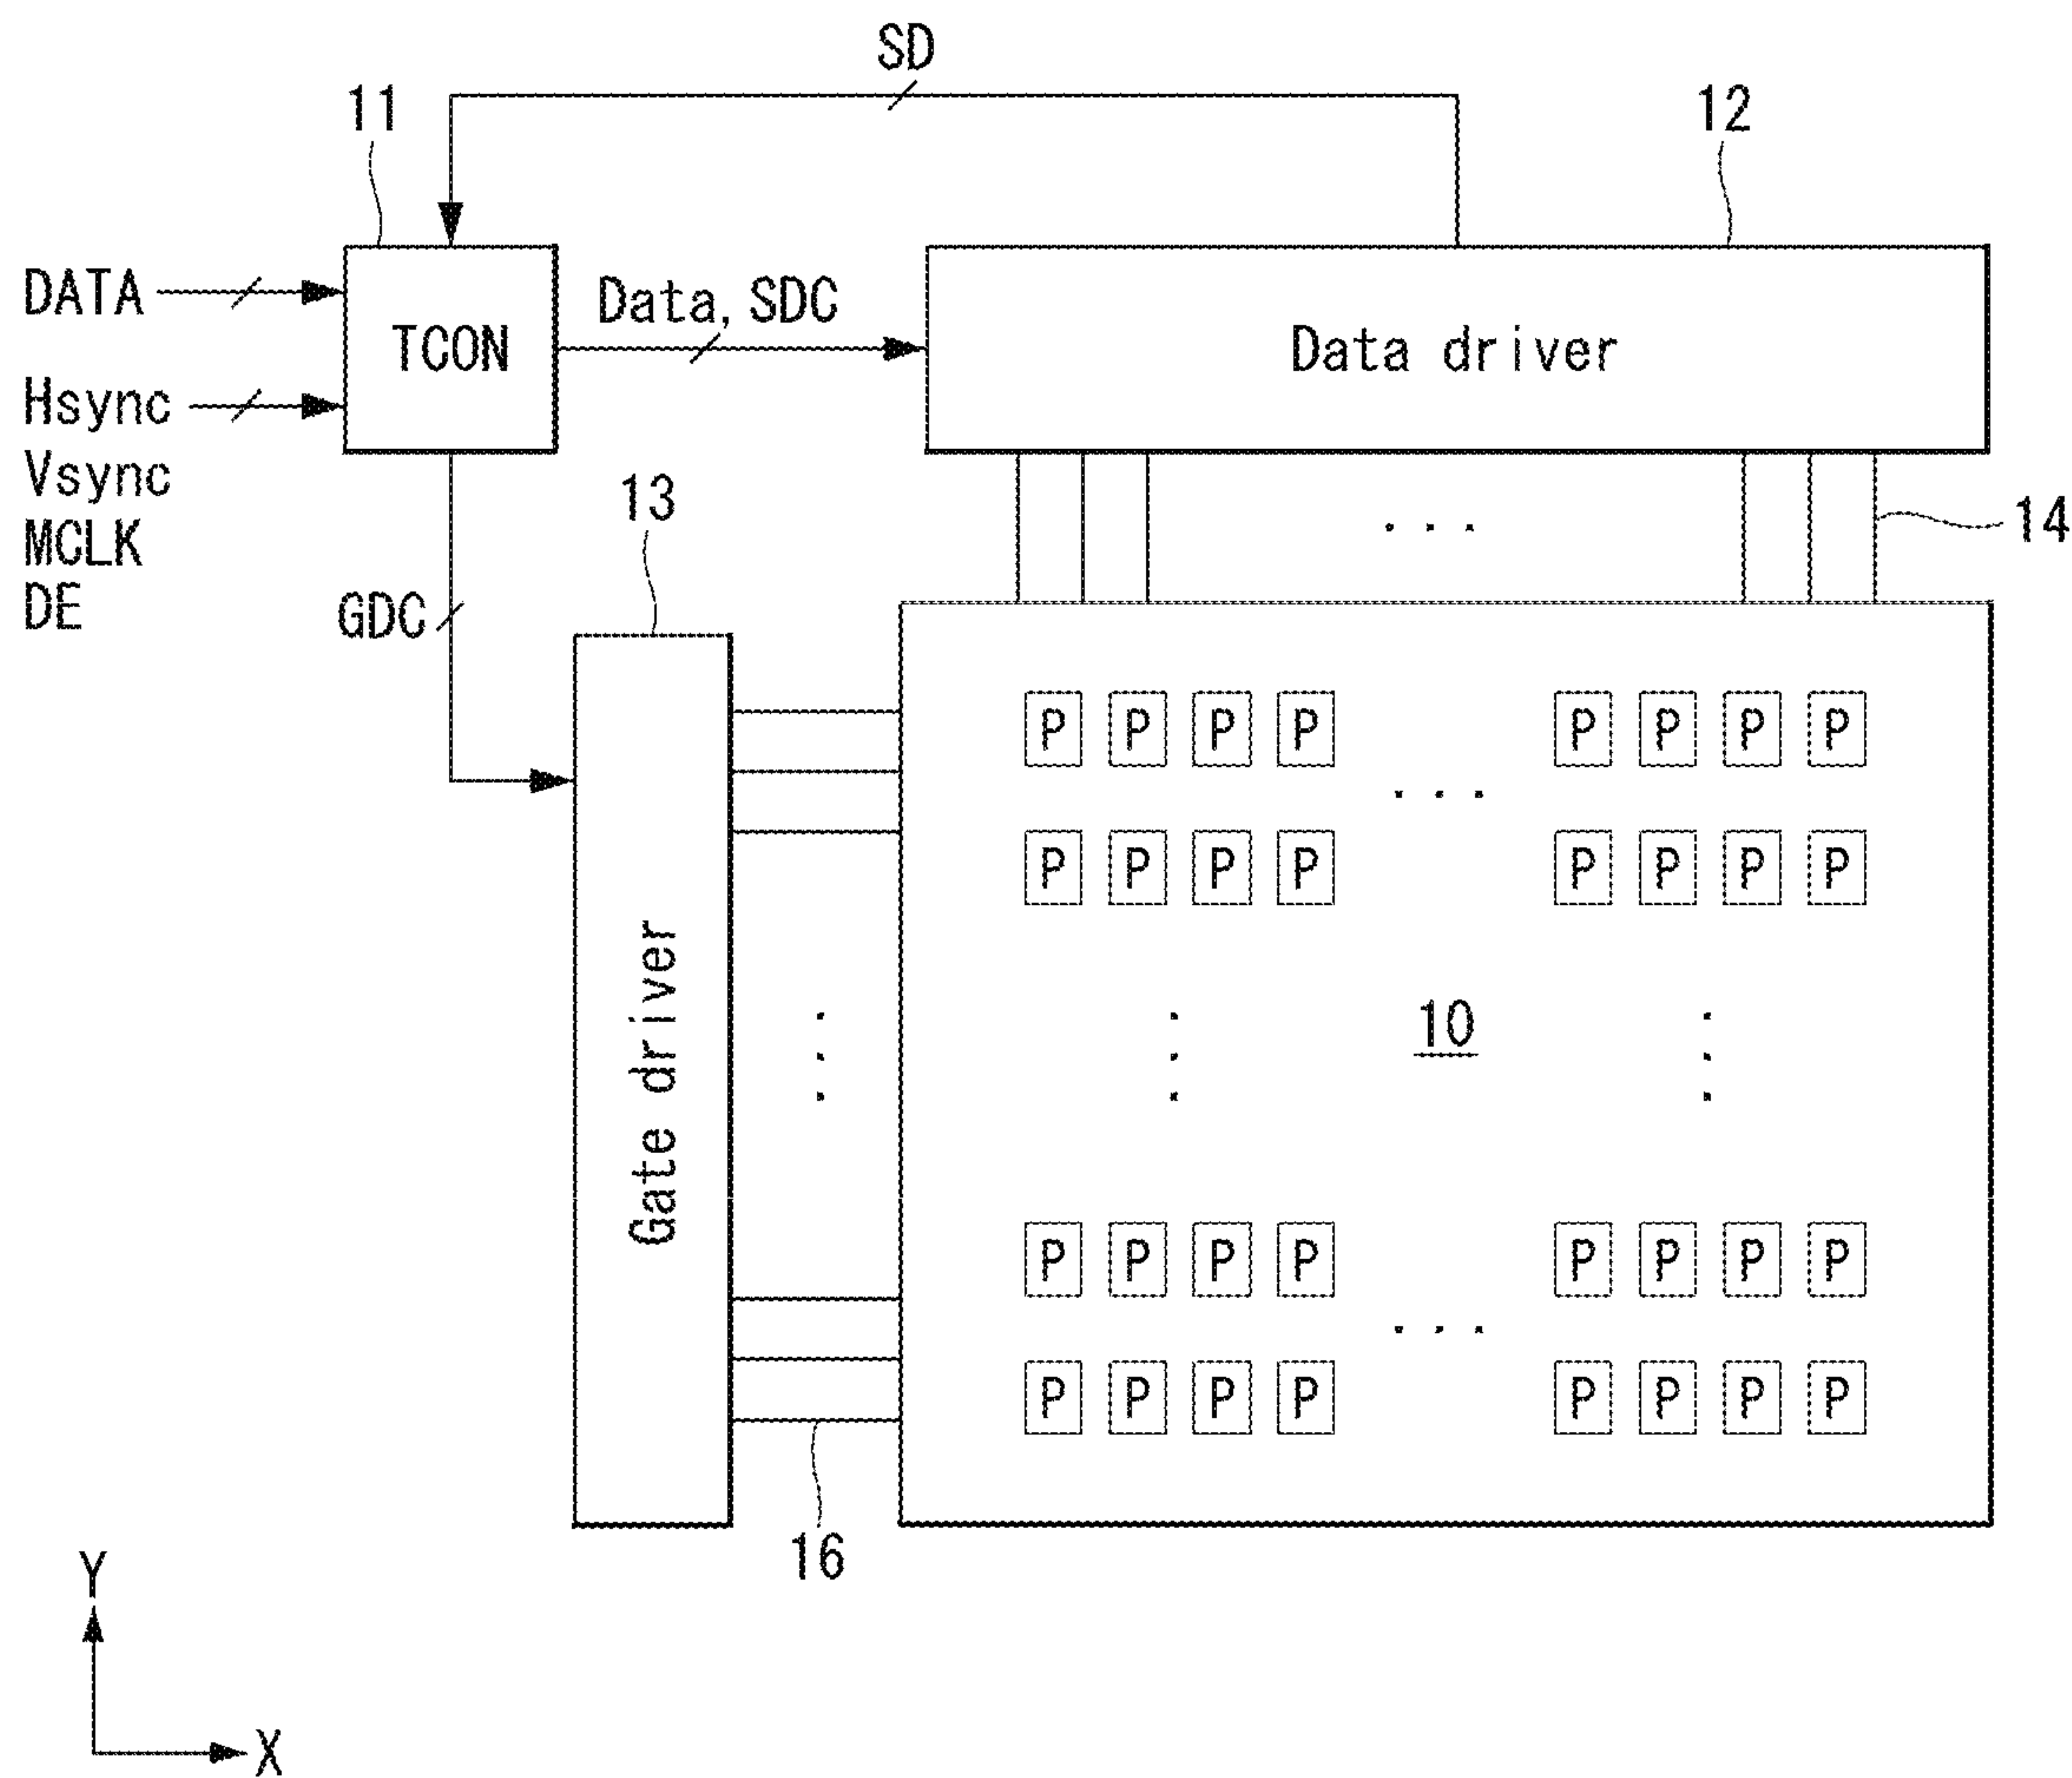 SD
11
12
DATA
Data, SDC
TCON
Data driver
Hsync
Vsync
MCLK
DE
13
14
GDC
P P P P ... P P P P
P P P P ... P P P P
Gate driver
10
P P P P ... P P P P
P P P P ... P P P P
16
Y
X